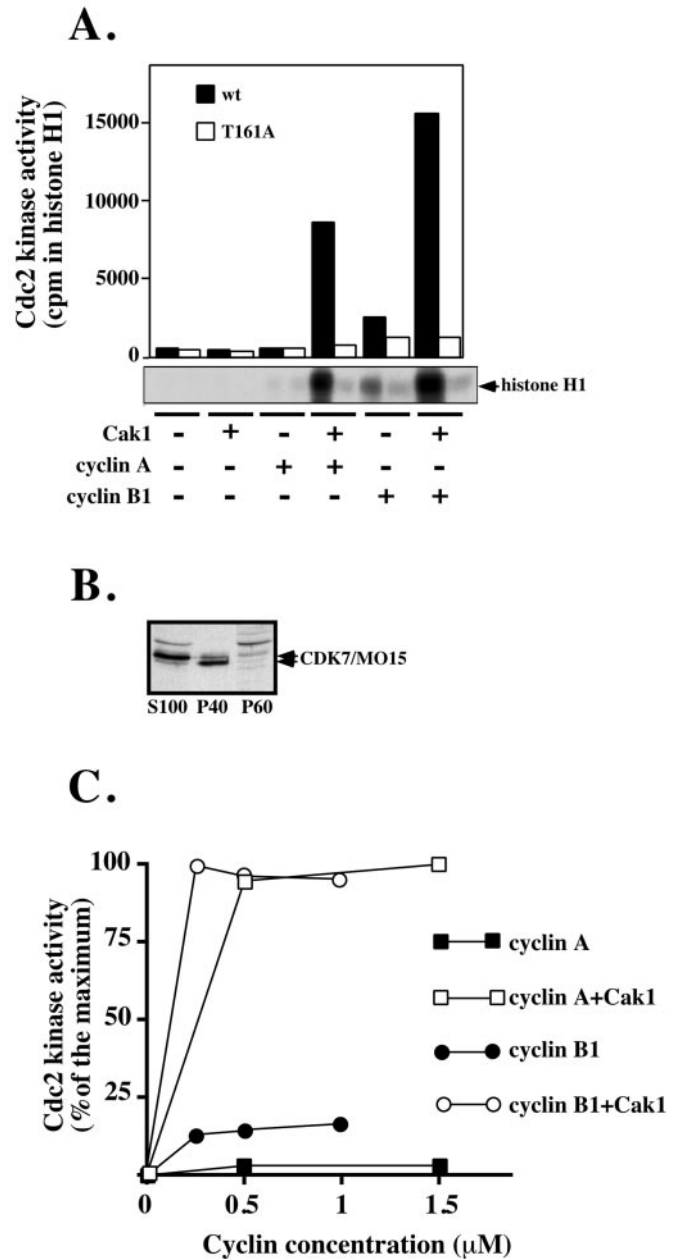 A.
Cdc2 kinase activity
(cpm in histone H1)
15000
10000
5000
0
wt
T161A
histone H1
Cak1 - + - + - +
cyclin A - - + + - -
cyclin B1 - - - - + +
B.
CDK7/MO15
S100 P40 P60
C.
Cdc2 kinase activity
(% of the maximum)
100
75
50
25
0 0.5 1 1.5
Cyclin concentration (μM)
cyclin A
cyclin A+Cak1
cyclin B1
cyclin B1+Cak1